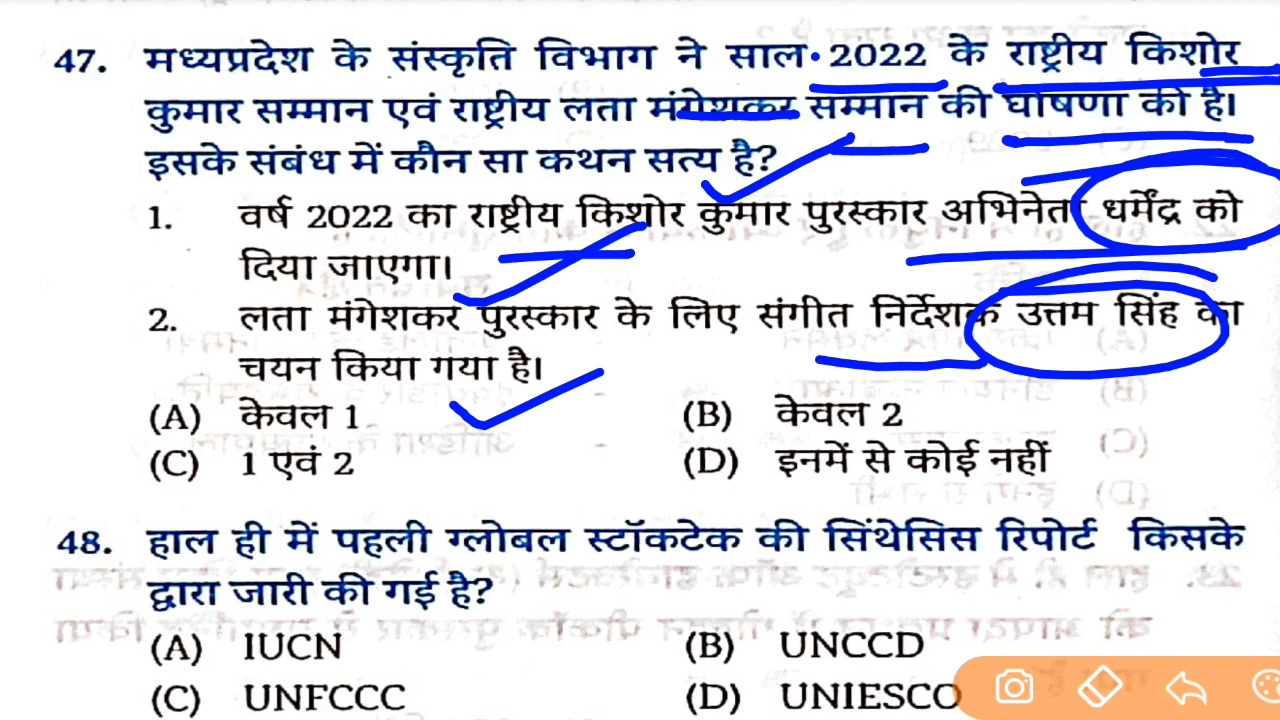 47. मध्यप्रदेश के संस्कृति विभाग ने साल 2022 के राष्ट्रीय किशोर
कुमार सम्मान एवं राष्ट्रीय लता मंगेशकर सम्मान की घोषणा की है।
इसके संबंध में कौन सा कथन सत्य है?
1. वर्ष 2022 का राष्ट्रीय किशोर कुमार पुरस्कार अभिनेता धर्मेंद्र को
दिया जाएगा।
2. लता मंगेशकर पुरस्कार के लिए संगीत निर्देशक उत्तम सिंह का
चयन किया गया है।
(A) केवल 1 (B) केवल 2
(C) 1 एवं 2 (D) इनमें से कोई नहीं
48. हाल ही में पहली ग्लोबल स्टॉकटेक की सिंथेसिस रिपोर्ट किसके
द्वारा जारी की गई है?
(A) IUCN (B) UNCCD
(C) UNFCCC (D) UNIESCO